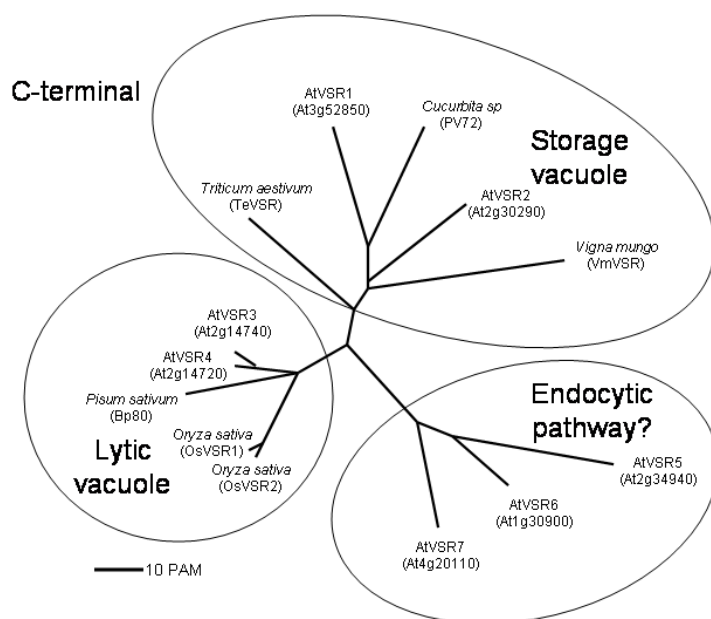 C-terminal
AtVSR1
(At3g52850)
Cucurbita sp
(PV72)
Storage
vacuole
Triticum aestivum
(TeVSR)
AtVSR2
(At2g30290)
Vigna mungo
(VmVSR)
AtVSR3
(At2g14740)
AtVSR4
(At2g14720)
Pisum sativum
(Bp80)
Oryza sativa
(OsVSR1)
Oryza sativa
(OsVSR2)
Lytic
vacuole
Endocytic
pathway?
AtVSR5
(At2g34940)
AtVSR6
(At1g30900)
AtVSR7
(At4g20110)
10 PAM